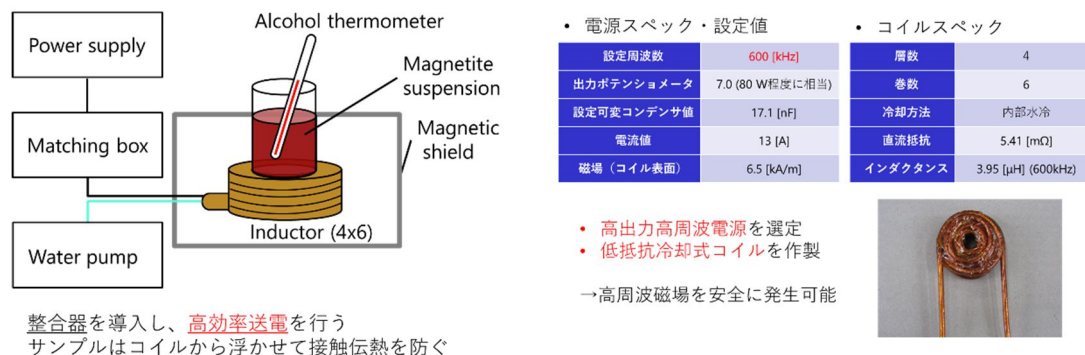 Power supply
Matching box
Water pump
Alcohol thermometer
Magnetite
suspension
Magnetic
shield
Inductor (4x6)
整合器を導入し、高効率送電を行う
サンプルはコイルから浮かせて接触伝熱を防ぐ
• 電源スペック・設定値
設定周波数 600 [kHz]
出力ポテンショメータ 7.0 (80 W程度に相当)
設定可変コンデンサ値 17.1 [nF]
電流値 13 [A]
磁場（コイル表面） 6.5 [kA/m]
• コイルスペック
層数 4
巻数 6
冷却方法 内部水冷
直流抵抗 5.41 [mΩ]
インダクタンス 3.95 [μH] (600kHz)
• 高出力高周波電源を選定
• 低抵抗冷却式コイルを作製
→高周波磁場を安全に発生可能